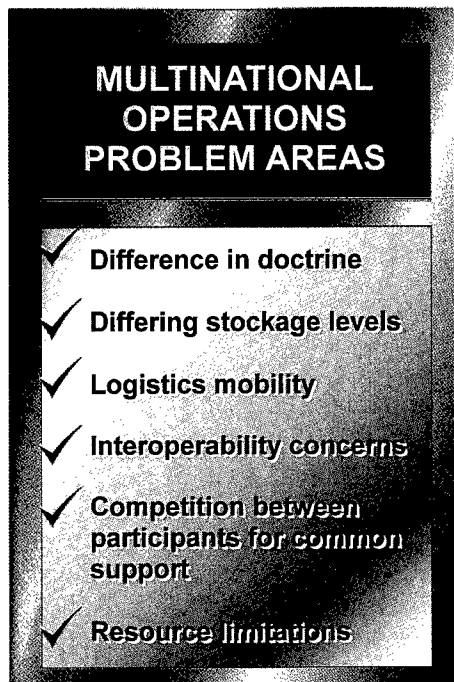 MULTINATIONAL
OPERATIONS
PROBLEM AREAS
Difference in doctrine
Differing stockage levels
Logistics mobility
Interoperability concerns
Competition between
participants for common
support
Resource limitations